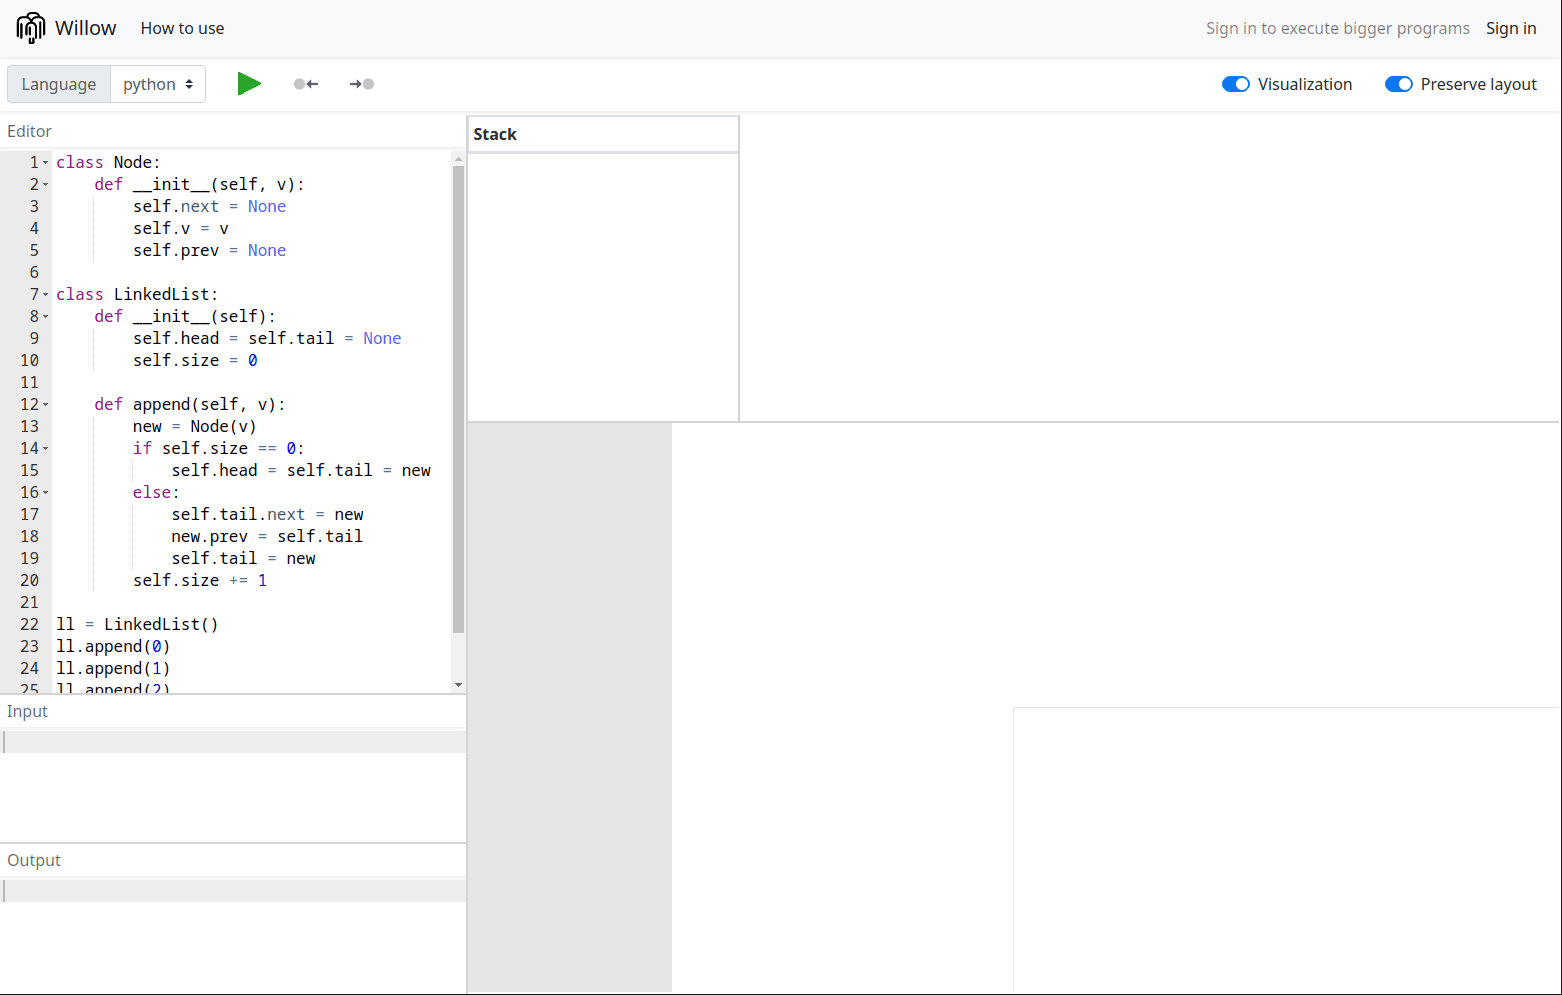 Willow How to use Sign in to execute bigger programs Sign in
Language python Visualization Preserve layout
Editor
1 class Node:
2     def __init__(self, v):
3         self.next = None
4         self.v = v
5         self.prev = None
6
7 class LinkedList:
8     def __init__(self):
9         self.head = self.tail = None
10         self.size = 0
11
12     def append(self, v):
13         new = Node(v)
14         if self.size == 0:
15             self.head = self.tail = new
16         else:
17             self.tail.next = new
18             new.prev = self.tail
19             self.tail = new
20         self.size += 1
21
22 ll = LinkedList()
23 ll.append(0)
24 ll.append(1)
25 ll.append(2)
Input
Output
Stack